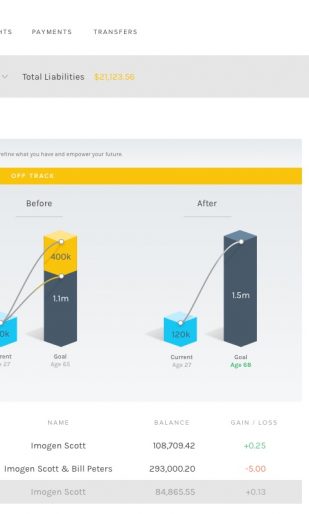 HTS PAYMENTS TRANSFERS
Total Liabilities $21,123.56
refine what you have and empower your future.
OFF TRACK
Before After
400k
1.1m 1.5m
0k 120k
rent Goal Current Goal
Age 27 Age 65 Age 27 Age 68
NAME BALANCE GAIN / LOSS
Imogen Scott 108,709.42 +0.25
Imogen Scott & Bill Peters 293,000.20 -5.00
Imogen Scott 84,865.55 +0.13